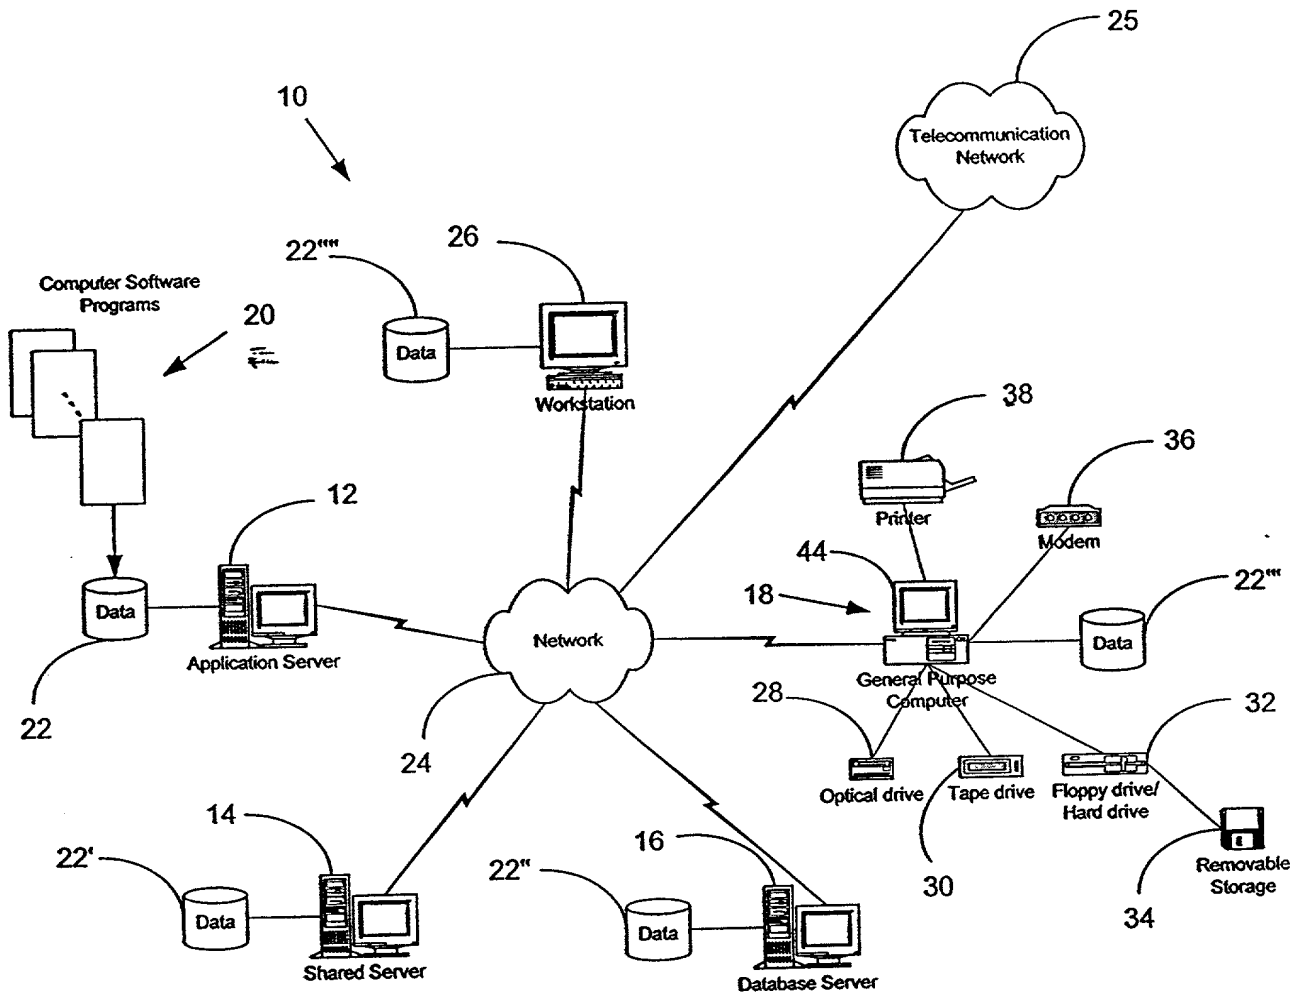 25
Telecommunication
Network
10
22""
26
Computer Software
Programs
20
Data
Workstation
38
36
Printer
Modem
12
44
18
22'''
Data
Application Server
Network
Data
General Purpose
Computer
22
24
28
32
Optical drive
Tape drive
Floppy drive/
Hard drive
14
16
22'
22"
30
34
Removable
Storage
Data
Data
Shared Server
Database Server